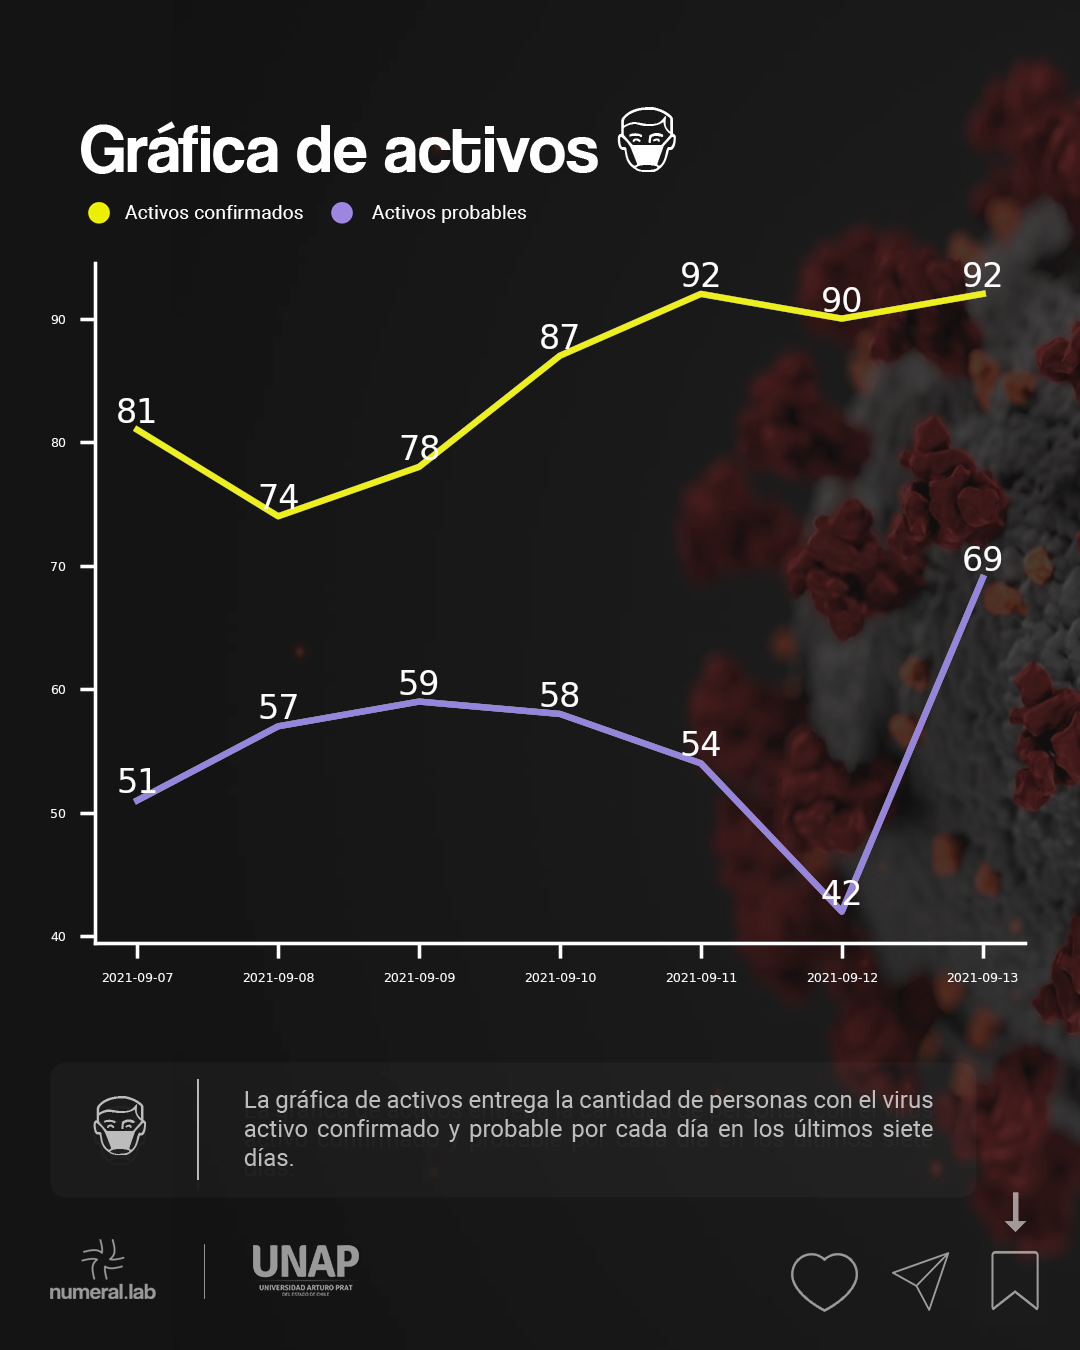 Gráfica de activos
Activos confirmados
Activos probables
92
92
90
90
87
81
78
80
74
70
69
60
59
58
57
54
51
50
42
40
2021-09-07
2021-09-08
2021-09-09
2021-09-10
2021-09-11
2021-09-12
2021-09-13
La gráfica de activos entrega la cantidad de personas con el virus
activo confirmado y probable por cada día en los últimos siete
días.
numeral.lab
UNAP
UNIVERSIDAD ARTURO PRAT
DEL ESTADO DE CHILE